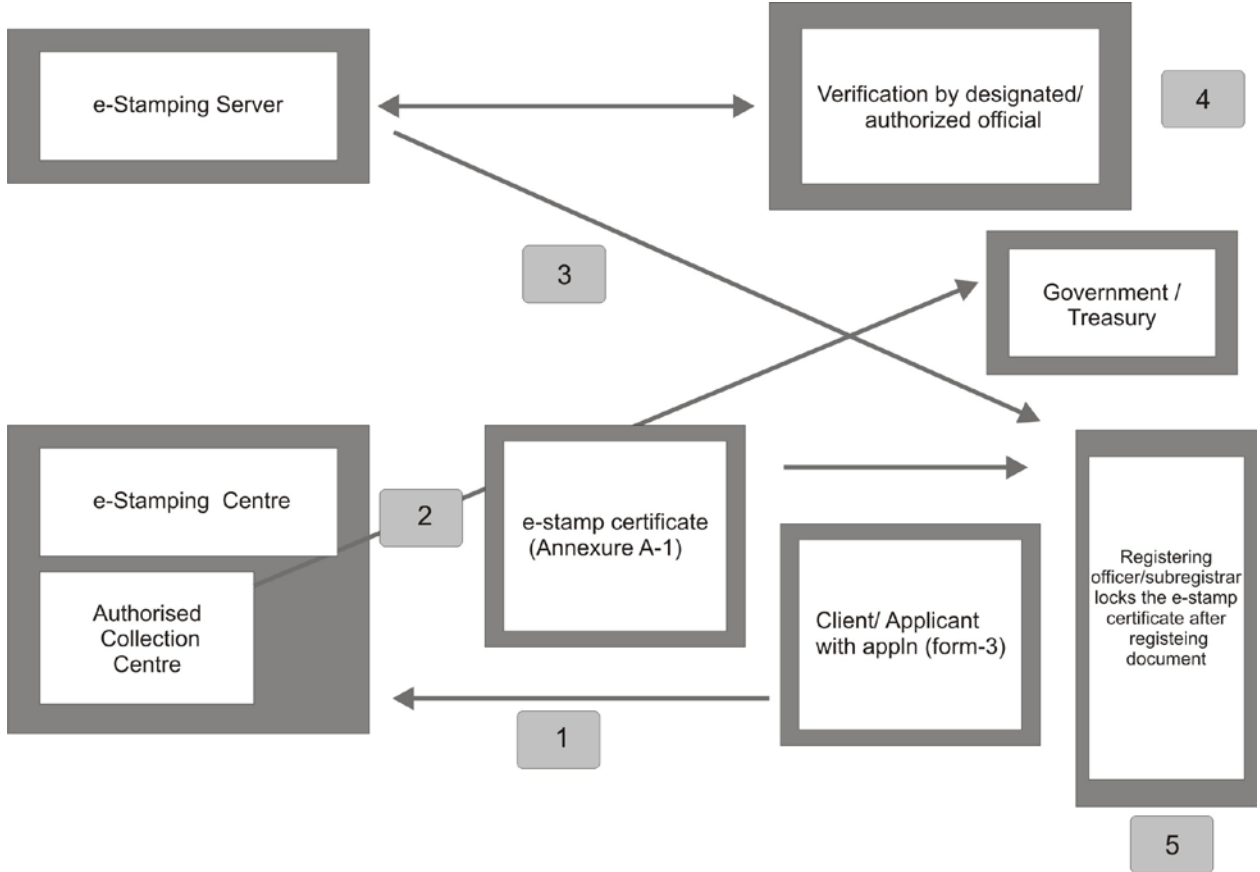 e-Stamping Server
Verification by designated/
authorized official
4
3
Government /
Treasury
e-Stamping Centre
2
e-stamp certificate
(Annexure A-1)
Authorised
Collection
Centre
Client/ Applicant
with appln (form-3)
Registering
officer/subregistrar
locks the e-stamp
certificate after
registeing
document
1
5